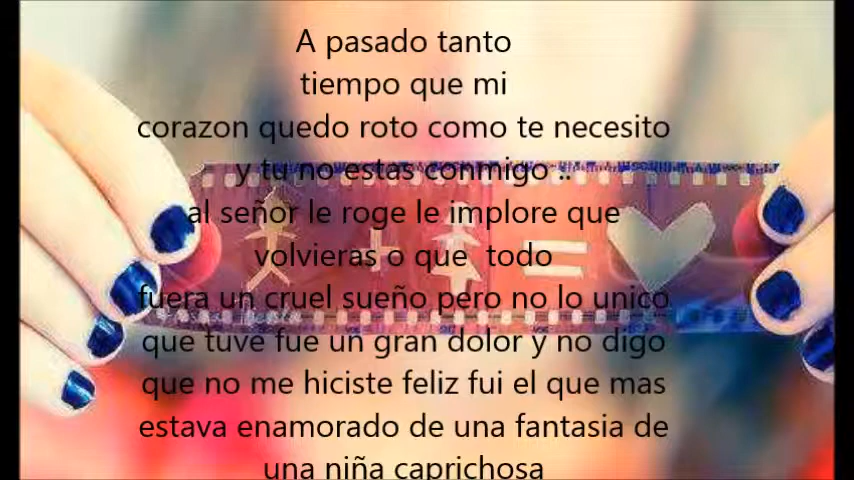 A pasado tanto
tiempo que mi
corazon quedo roto como te necesito
y tu no estas conmigo ..
al señor le roge le implore que
volvieras o que todo
fuera un cruel sueño pero no lo unico
que tuve fue un gran dolor y no digo
que no me hiciste feliz fui el que mas
estava enamorado de una fantasia de
una niña caprichosa